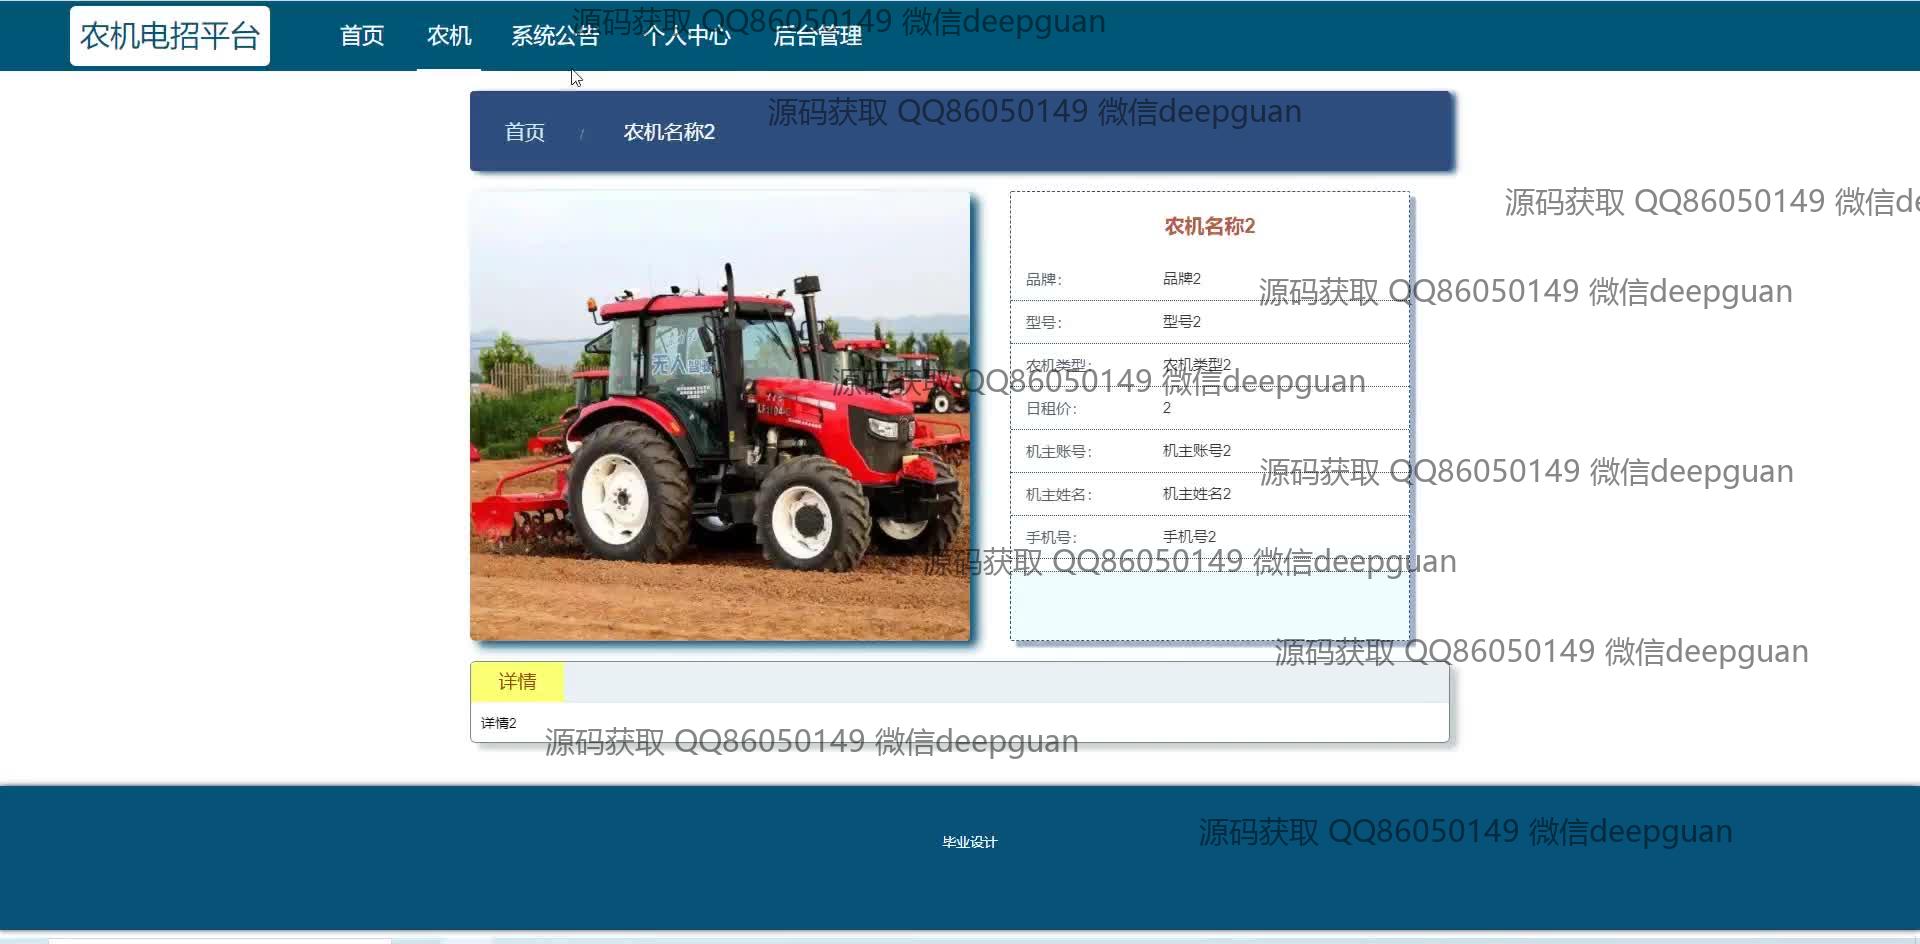 农机电招平台
首页 农机 系统公告 个人中心 后台管理
源码获取 QQ86050149 微信deepguan
首页 / 农机名称2
源码获取 QQ86050149 微信deepguan
源码获取 QQ86050149 微信de
农机名称2
品牌： 品牌2
源码获取 QQ86050149 微信deepguan
型号： 型号2
农机类型： 农机类型2
源码获取 QQ86050149 微信deepguan
日租价： 2
机主账号： 机主账号2
源码获取 QQ86050149 微信deepguan
机主姓名： 机主姓名2
手机号： 手机号2
源码获取 QQ86050149 微信deepguan
无人驾驶
源码获取 QQ86050149 微信deepguan
详情
详情2
源码获取 QQ86050149 微信deepguan
源码获取 QQ86050149 微信deepguan
毕业设计